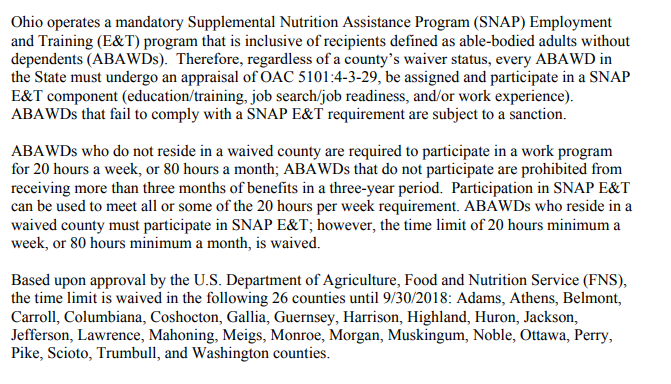 Ohio operates a mandatory Supplemental Nutrition Assistance Program (SNAP) Employment
and Training (E&T) program that is inclusive of recipients defined as able-bodied adults without
dependents (ABAWDs).  Therefore, regardless of a county's waiver status, every ABAWD in
the State must undergo an appraisal of OAC 5101:4-3-29, be assigned and participate in a SNAP
E&T component (education/training, job search/job readiness, and/or work experience).
ABAWDs that fail to comply with a SNAP E&T requirement are subject to a sanction.

ABAWDs who do not reside in a waived county are required to participate in a work program
for 20 hours a week, or 80 hours a month; ABAWDs that do not participate are prohibited from
receiving more than three months of benefits in a three-year period.  Participation in SNAP E&T
can be used to meet all or some of the 20 hours per week requirement. ABAWDs who reside in a
waived county must participate in SNAP E&T; however, the time limit of 20 hours minimum a
week, or 80 hours minimum a month, is waived.

Based upon approval by the U.S. Department of Agriculture, Food and Nutrition Service (FNS),
the time limit is waived in the following 26 counties until 9/30/2018: Adams, Athens, Belmont,
Carroll, Columbiana, Coshocton, Gallia, Guernsey, Harrison, Highland, Huron, Jackson,
Jefferson, Lawrence, Mahoning, Meigs, Monroe, Morgan, Muskingum, Noble, Ottawa, Perry,
Pike, Scioto, Trumbull, and Washington counties.